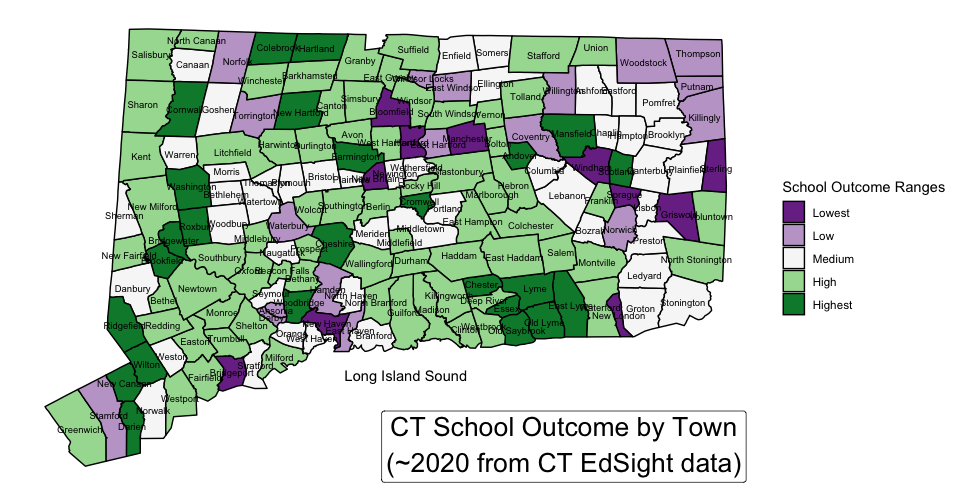 North Canaan
Colebrook
Hartland
Suffield
Union
Salisbury
Canaan
Norfolk
Granby
Enfield
Somers
Stafford
Woodstock
Thompson
Winchester
Barkhamsted
East Granby
Windsor Locks
East Windsor
Ellington
Willington
Ashford
Eastford
Putnam
Sharon
Cornwall
Goshen
Torrington
New Hartford
Canton
Simsbury
Bloomfield
Windsor
South Windsor
Vernon
Tolland
Pomfret
Killingly
Kent
Warren
Litchfield
Harwinton
Burlington
Avon
West Hartford
Hartford
East Hartford
Manchester
Bolton
Coventry
Mansfield
Chaplin
Hampton
Brooklyn
Farmington
Andover
Morris
Bristol
Plainville
New Britain
Newington
Wethersfield
Glastonbury
Columbia
Windham
Scotland
Canterbury
Plainfield
Sterling
Washington
Bethlehem
Thomaston
Plymouth
Rocky Hill
Hebron
Marlborough
Lebanon
Sprague
Franklin
Lisbon
Griswold
Voluntown
Sherman
New Milford
Woodbury
Watertown
Wolcott
Southington
Berlin
Cromwell
Portland
East Hampton
Colchester
Bozrah
Norwich
Preston
Roxbury
Bridgewater
Waterbury
Middlebury
Cheshire
Meriden
Middletown
Middlefield
New Fairfield
Brookfield
Southbury
Naugatuck
Prospect
Wallingford
Durham
Haddam
East Haddam
Salem
Montville
North Stonington
Oxford
Beacon Falls
Bethany
Ledyard
Danbury
Bethel
Newtown
Seymour
Woodbridge
Hamden
North Haven
North Branford
Guilford
Madison
Killingworth
Chester
Deep River
Essex
Lyme
East Lyme
Waterford
New London
Groton
Stonington
Ridgefield
Redding
Monroe
Shelton
Ansonia
Derby
New Haven
East Haven
Branford
Clinton
Westbrook
Old Saybrook
Old Lyme
Easton
Trumbull
Orange
West Haven
Wilton
Weston
Fairfield
Bridgeport
Stratford
Milford
New Canaan
Westport
Norwalk
Stamford
Darien
Greenwich
Long Island Sound
School Outcome Ranges
Lowest
Low
Medium
High
Highest
CT School Outcome by Town
(~2020 from CT EdSight data)